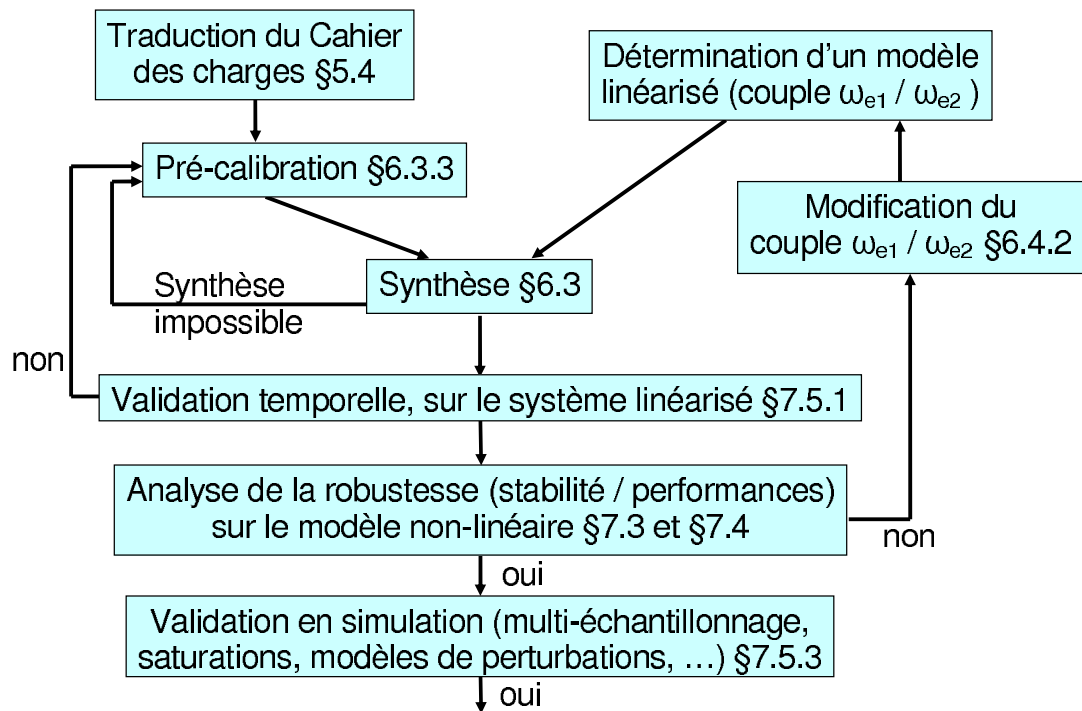 Traduction du Cahier
des charges §5.4
Détermination d'un modèle
linéarisé (couple ωe1 / ωe2 )
Pré-calibration §6.3.3
Modification du
couple ωe1 / ωe2 §6.4.2
Synthèse §6.3
Synthèse
impossible
non
Validation temporelle, sur le système linéarisé §7.5.1
Analyse de la robustesse (stabilité / performances)
sur le modèle non-linéaire §7.3 et §7.4
non
oui
Validation en simulation (multi-échantillonnage,
saturations, modèles de perturbations, …) §7.5.3
oui